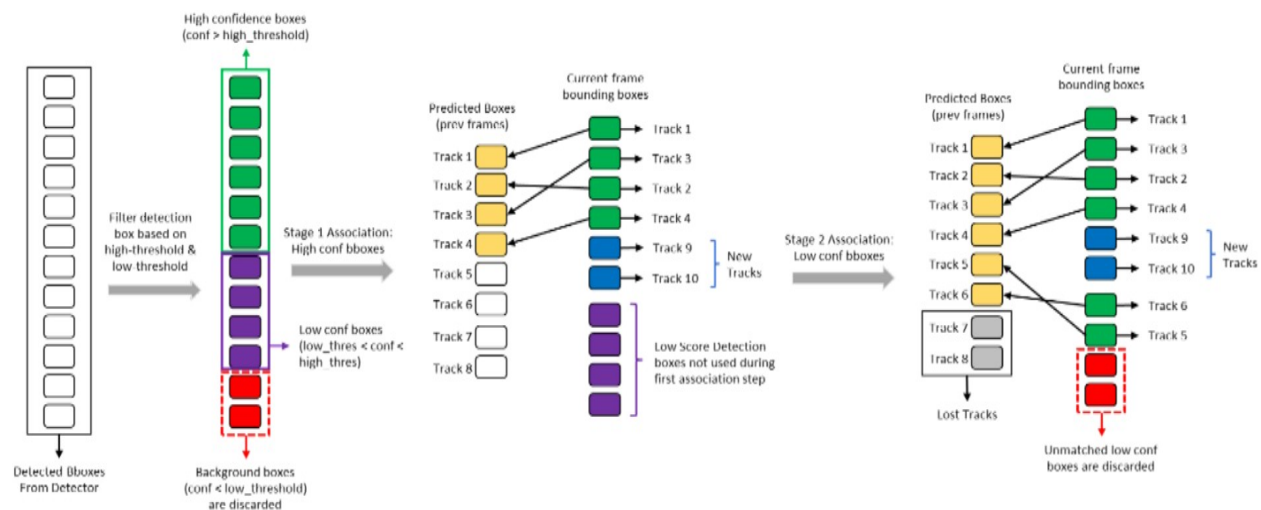 High confidence boxes
(conf > high_threshold)
Detected Bboxes
From Detector
Filter detection
box based on
high-threshold &
low threshold
Low conf boxes
(low_thres < conf <
high_thres)
Background boxes
(conf < low_threshold)
are discarded
Stage 1 Association:
High conf bboxes
Predicted Boxes
(prev frames)
Track 1
Track 2
Track 3
Track 4
Track 5
Track 6
Track 7
Track 8
Current frame
bounding boxes
Track 1
Track 3
Track 2
Track 4
Track 9
Track 10
New
Tracks
Low Score Detection
boxes not used during
first association step
Stage 2 Association:
Low conf bboxes
Predicted Boxes
(prev frames)
Track 1
Track 2
Track 3
Track 4
Track 5
Track 6
Track 7
Track 8
Lost Tracks
Current frame
bounding boxes
Track 1
Track 3
Track 2
Track 4
Track 9
Track 10
New
Tracks
Track 6
Track 5
Unmatched low conf
boxes are discarded